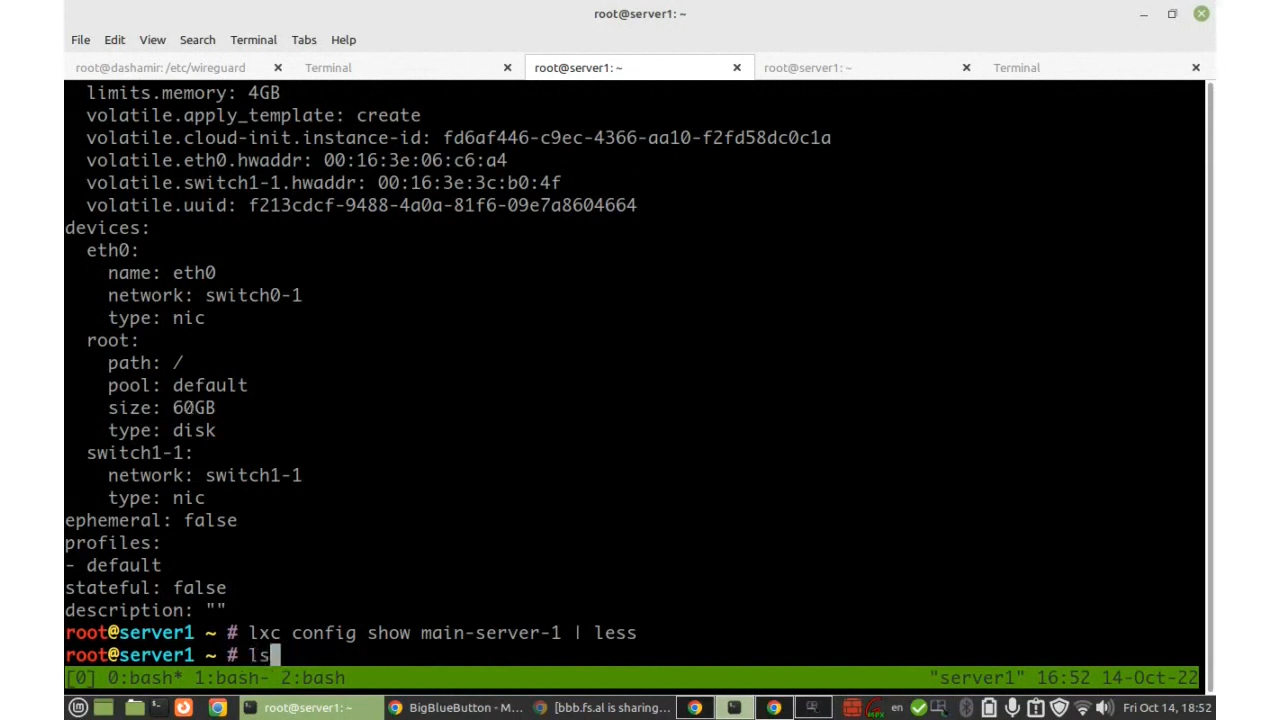 root@server1: ~
File Edit View Search Terminal Tabs Help
root@dashamir: /etc/wireguard Terminal root@server1: ~ root@server1: ~ Terminal
limits.memory: 4GB
volatile.apply_template: create
volatile.cloud-init.instance-id: fd6af446-c9ec-4366-aa10-f2fd58dc0c1a
volatile.eth0.hwaddr: 00:16:3e:06:c6:a4
volatile.switch1-1.hwaddr: 00:16:3e:3c:b0:4f
volatile.uuid: f213cdcf-9488-4a0a-81f6-09e7a8604664
devices:
eth0:
name: eth0
network: switch0-1
type: nic
root:
path: /
pool: default
size: 60GB
type: disk
switch1-1:
network: switch1-1
type: nic
ephemeral: false
profiles:
- default
stateful: false
description: ""
root@server1 ~ # lxc config show main-server-1 | less
root@server1 ~ # ls
[0] 0:bash* 1:bash- 2:bash "server1" 16:52 14-Oct-22
root@server1: ~ BigBlueButton - M... [bbb.fs.al is sharing... en Fri Oct 14, 18:52